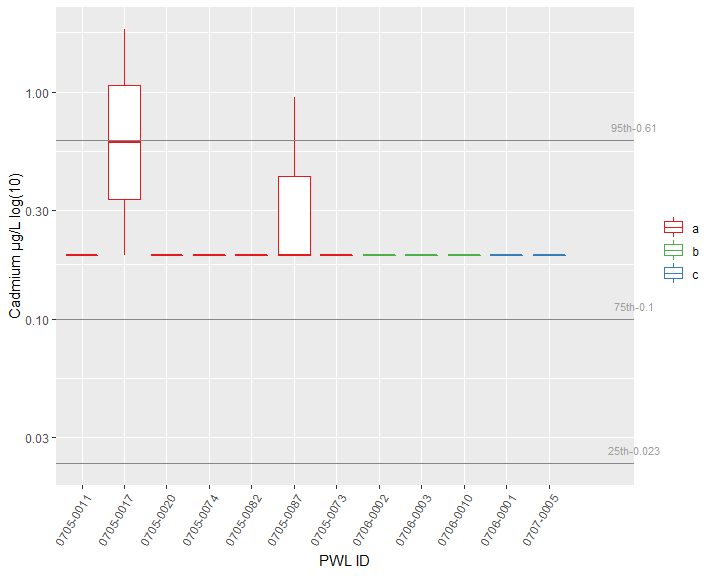 Cadmium µg/L log(10)
1.00
0.30
0.10
0.03
95th-0.61
75th-0.1
25th-0.023
0705-0011
0705-0017
0705-0020
0705-0074
0705-0082
0705-0087
0705-0073
0706-0002
0706-0003
0706-0010
0706-0001
0707-0005
PWL ID
a
b
c